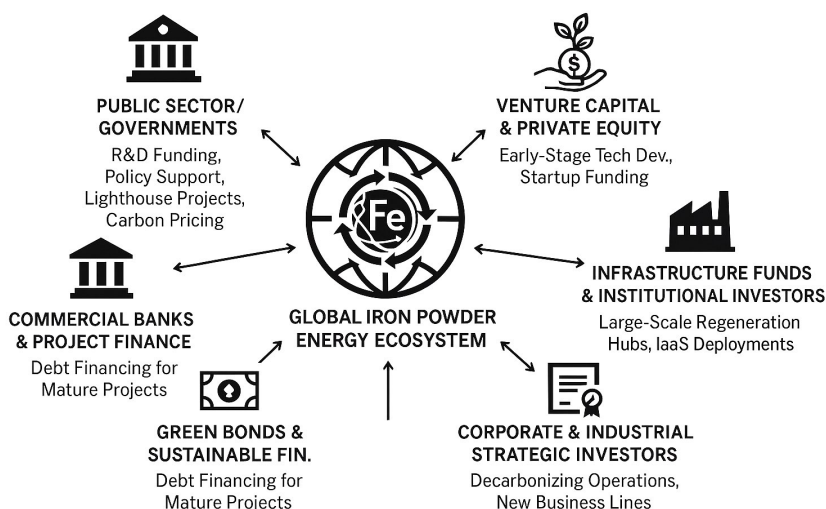 PUBLIC SECTOR/
GOVERNMENTS
R&D Funding,
Policy Support,
Lighthouse Projects,
Carbon Pricing
VENTURE CAPITAL
& PRIVATE EQUITY
Early-Stage Tech Dev.,
Startup Funding
$
Fe
COMMERCIAL BANKS
& PROJECT FINANCE
Debt Financing for
Mature Projects
GLOBAL IRON POWDER
ENERGY ECOSYSTEM
INFRASTRUCTURE FUNDS
& INSTITUTIONAL INVESTORS
Large-Scale Regeneration
Hubs, IaaS Deployments
GREEN BONDS &
SUSTAINABLE FIN.
Debt Financing for
Mature Projects
CORPORATE & INDUSTRIAL
STRATEGIC INVESTORS
Decarbonizing Operations,
New Business Lines